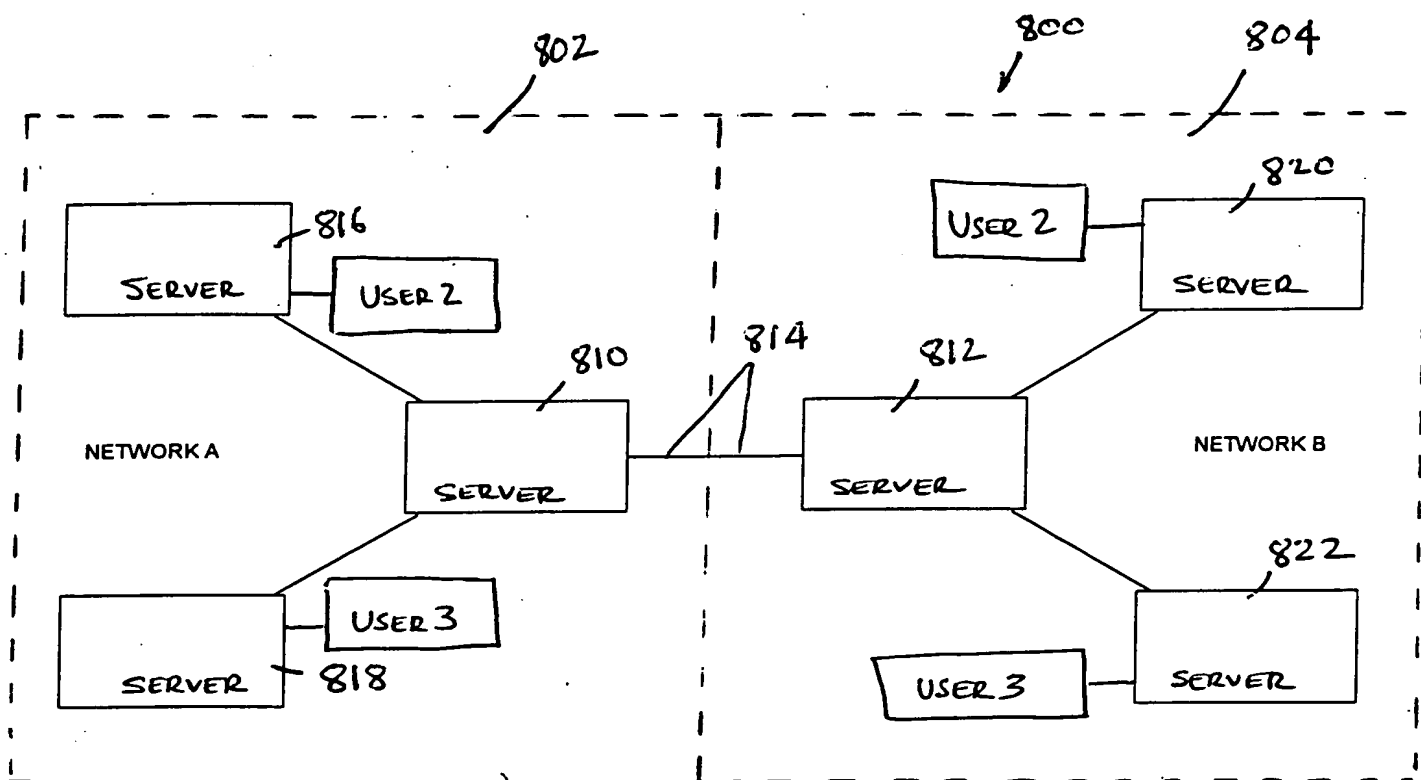 802
800
804
820
USER 2
816
SERVER
USER 2
SERVER
810
814
812
NETWORK A
SERVER
SERVER
NETWORK B
822
USER 3
SERVER
818
USER 3
SERVER